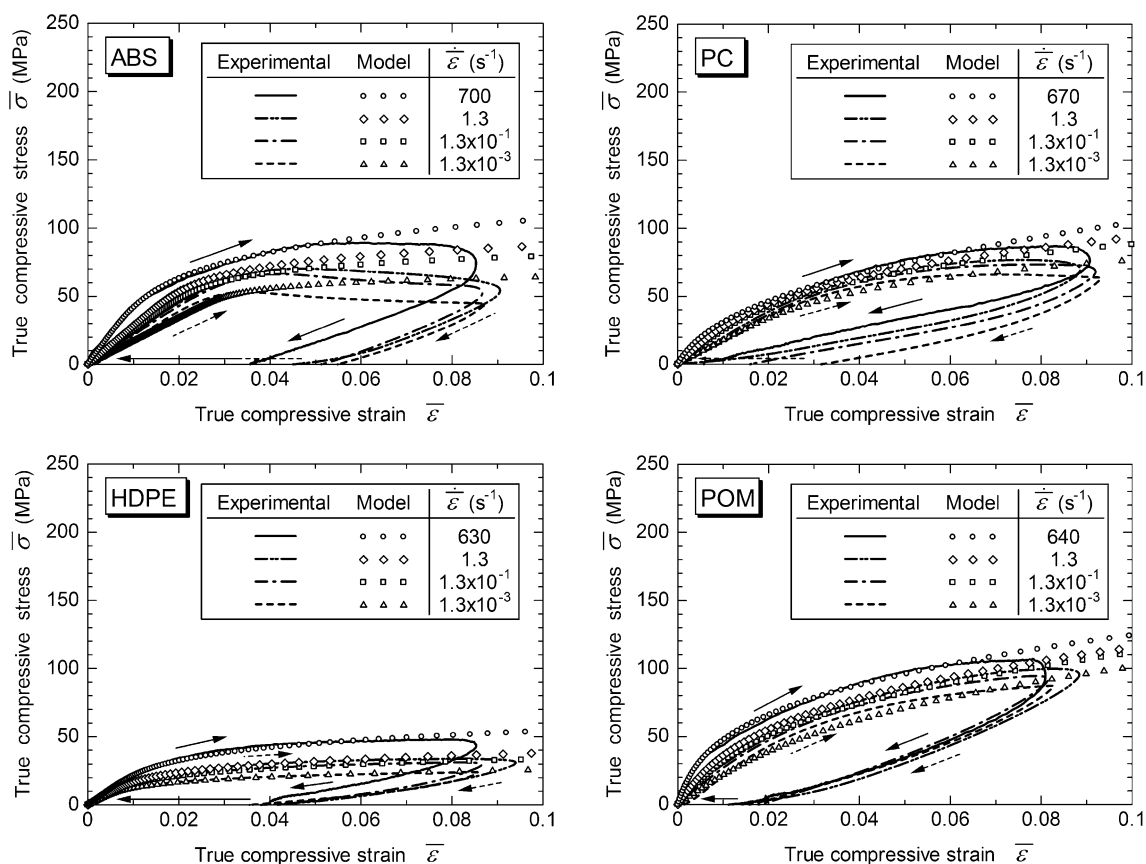 ABS
Experimental Model ε̇ (s⁻¹)
700
1.3
1.3x10⁻¹
1.3x10⁻³
250
200
150
100
50
0
True compressive stress σ̅ (MPa)
0 0.02 0.04 0.06 0.08 0.1
True compressive strain ε̅
PC
Experimental Model ε̇ (s⁻¹)
670
1.3
1.3x10⁻¹
1.3x10⁻³
250
200
150
100
50
0
True compressive stress σ̅ (MPa)
0 0.02 0.04 0.06 0.08 0.1
True compressive strain ε̅
HDPE
Experimental Model ε̇ (s⁻¹)
630
1.3
1.3x10⁻¹
1.3x10⁻³
250
200
150
100
50
0
True compressive stress σ̅ (MPa)
0 0.02 0.04 0.06 0.08 0.1
True compressive strain ε̅
POM
Experimental Model ε̇ (s⁻¹)
640
1.3
1.3x10⁻¹
1.3x10⁻³
250
200
150
100
50
0
True compressive stress σ̅ (MPa)
0 0.02 0.04 0.06 0.08 0.1
True compressive strain ε̅